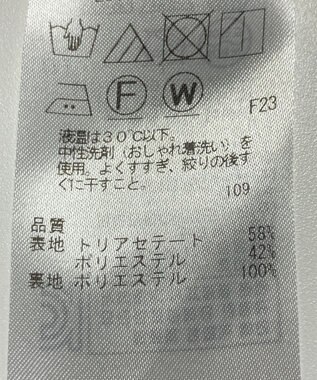 F W
F23
液温は30℃以下。
中性洗剤（おしゃれ着洗い）を
使用。よくすすぎ、絞りの後す
ぐに干すこと。
109
品質
表地 トリアセテート 58%
ポリエステル 42%
裏地 ポリエステル 100%